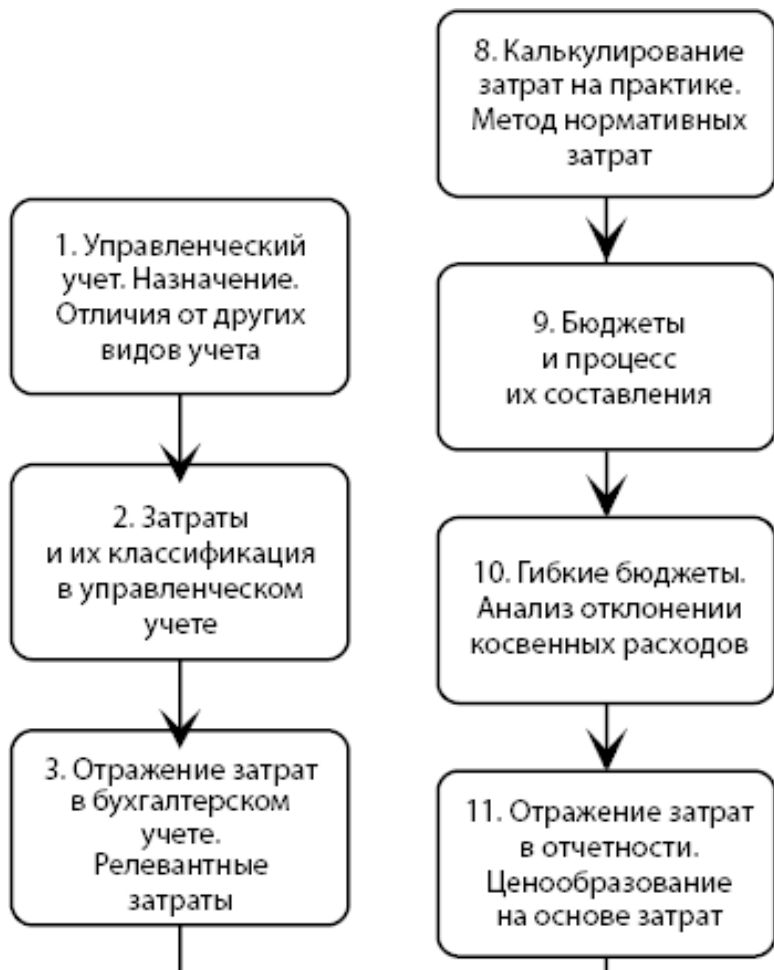 1. Управленческий
учет. Назначение.
Отличия от других
видов учета
2. Затраты
и их классификация
в управленческом
учете
3. Отражение затрат
в бухгалтерском
учете.
Релевантные
затраты
8. Калькулирование
затрат на практике.
Метод нормативных
затрат
9. Бюджеты
и процесс
их составления
10. Гибкие бюджеты.
Анализ отклонении
косвенных расходов
11. Отражение затрат
в отчетности.
Ценообразование
на основе затрат